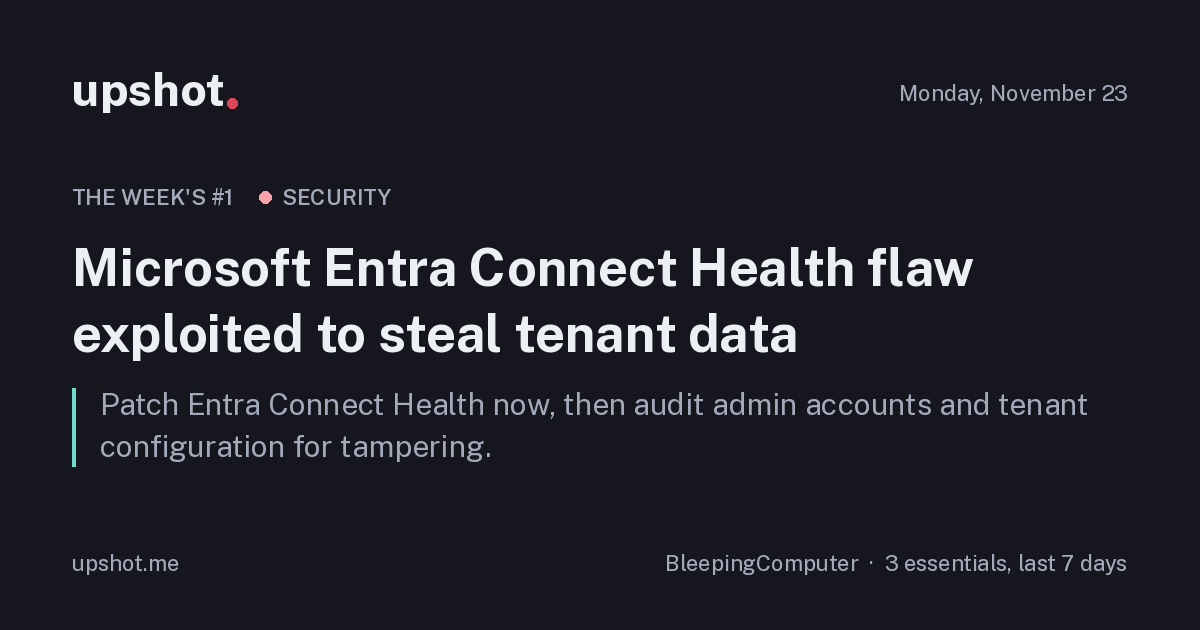 upshot.
Monday, November 23
THE WEEK'S #1 SECURITY
Microsoft Entra Connect Health flaw
exploited to steal tenant data
Patch Entra Connect Health now, then audit admin accounts and tenant
configuration for tampering.
upshot.me
BleepingComputer · 3 essentials, last 7 days